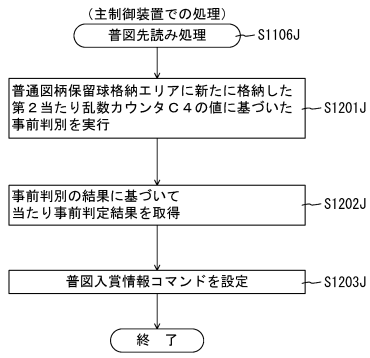 （主制御装置での処理）
普図先読み処理
S1106J
普通図柄保留球格納エリアに新たに格納した
第２当たり乱数カウンタＣ４の値に基づいた
事前判別を実行
S1201J
事前判別の結果に基づいて
当たり事前判定結果を取得
S1202J
普図入賞情報コマンドを設定
S1203J
終　了